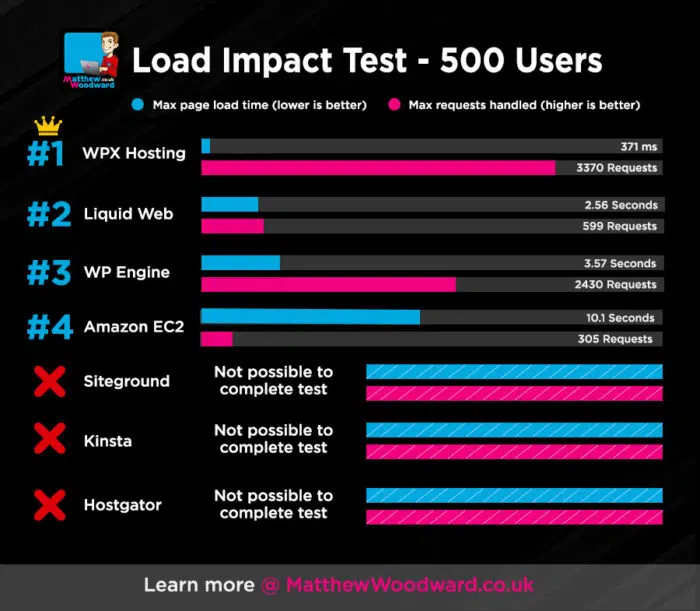 Matthew
.co.uk
Woodward
Load Impact Test - 500 Users
Max page load time (lower is better) Max requests handled (higher is better)
#1 WPX Hosting
371 ms
3370 Requests
#2 Liquid Web
2.56 Seconds
599 Requests
#3 WP Engine
3.57 Seconds
2430 Requests
#4 Amazon EC2
10.1 Seconds
305 Requests
Siteground
Not possible to
complete test
Kinsta
Not possible to
complete test
Hostgator
Not possible to
complete test
Learn more @ MatthewWoodward.co.uk